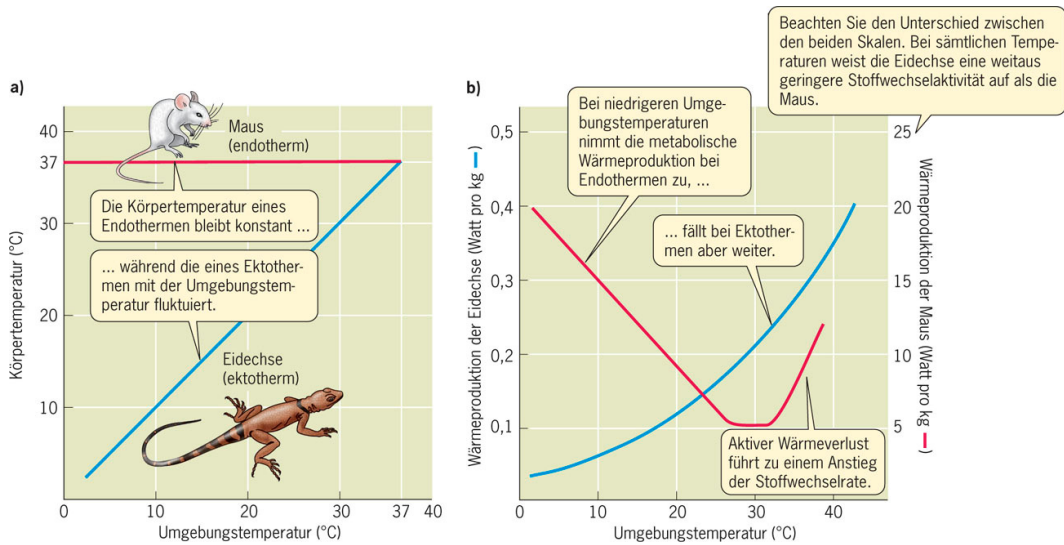 Beachten Sie den Unterschied zwischen
den beiden Skalen. Bei sämtlichen Tempe-
raturen weist die Eidechse eine weitaus
geringere Stoffwechselaktivität auf als die
Maus.
a)
Körpertemperatur (°C)
40
37
30
20
10
Maus
(endotherm)
Die Körpertemperatur eines
Endothermen bleibt konstant ...
... während die eines Ektother-
men mit der Umgebungstem-
peratur fluktuiert.
Eidechse
(ektotherm)
0
10
20
30
37
40
Umgebungstemperatur (°C)
b)
Wärmeproduktion der Eidechse (Watt pro kg)
0,5
0,4
0,3
0,2
0,1
Bei niedrigeren Umge-
bungstemperaturen
nimmt die metabolische
Wärmeproduktion bei
Endothermen zu, ...
... fällt bei Ektother-
men aber weiter.
Aktiver Wärmeverlust
führt zu einem Anstieg
der Stoffwechselrate.
25
20
15
10
5
Wärmeproduktion der Maus (Watt pro kg)
0
10
20
30
40
Umgebungstemperatur (°C)